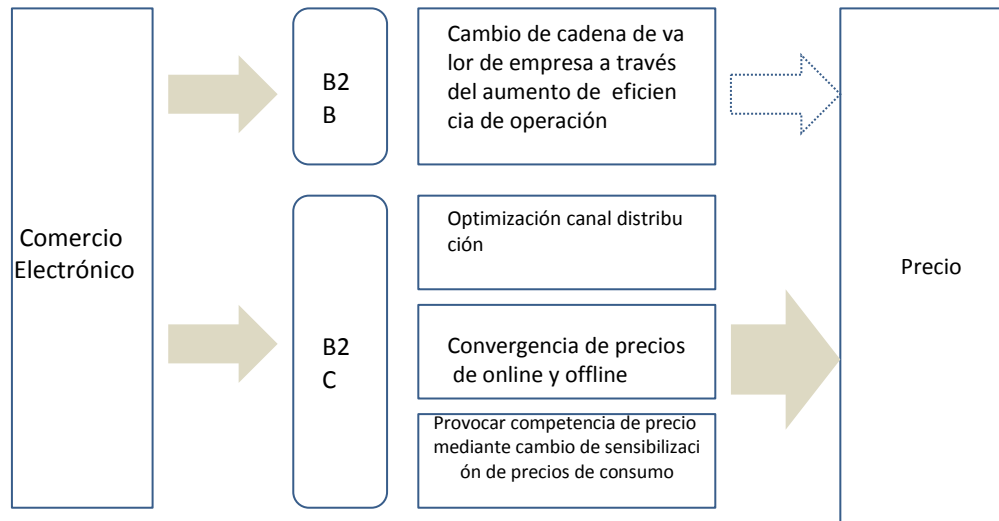 Comercio
Electrónico
B2
B
Cambio de cadena de va
lor de empresa a través
del aumento de eficien
cia de operación
B2
C
Optimización canal distribu
ción
Convergencia de precios
de online y offline
Provocar competencia de precio
mediante cambio de sensibilizaci
ón de precios de consumo
Precio